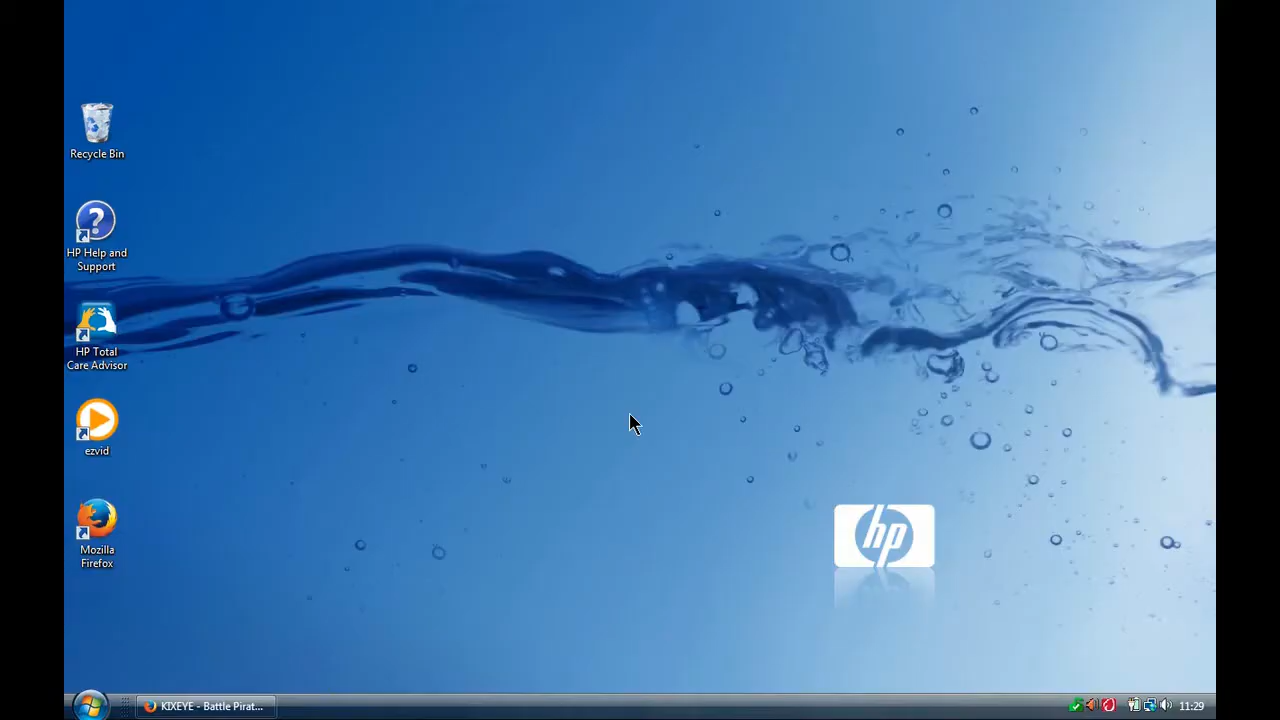 Recycle Bin
HP Help and
Support
HP Total
Care Advisor
ezvid
Mozilla
Firefox
hp
KIXEYE - Battle Pirat...
11:29